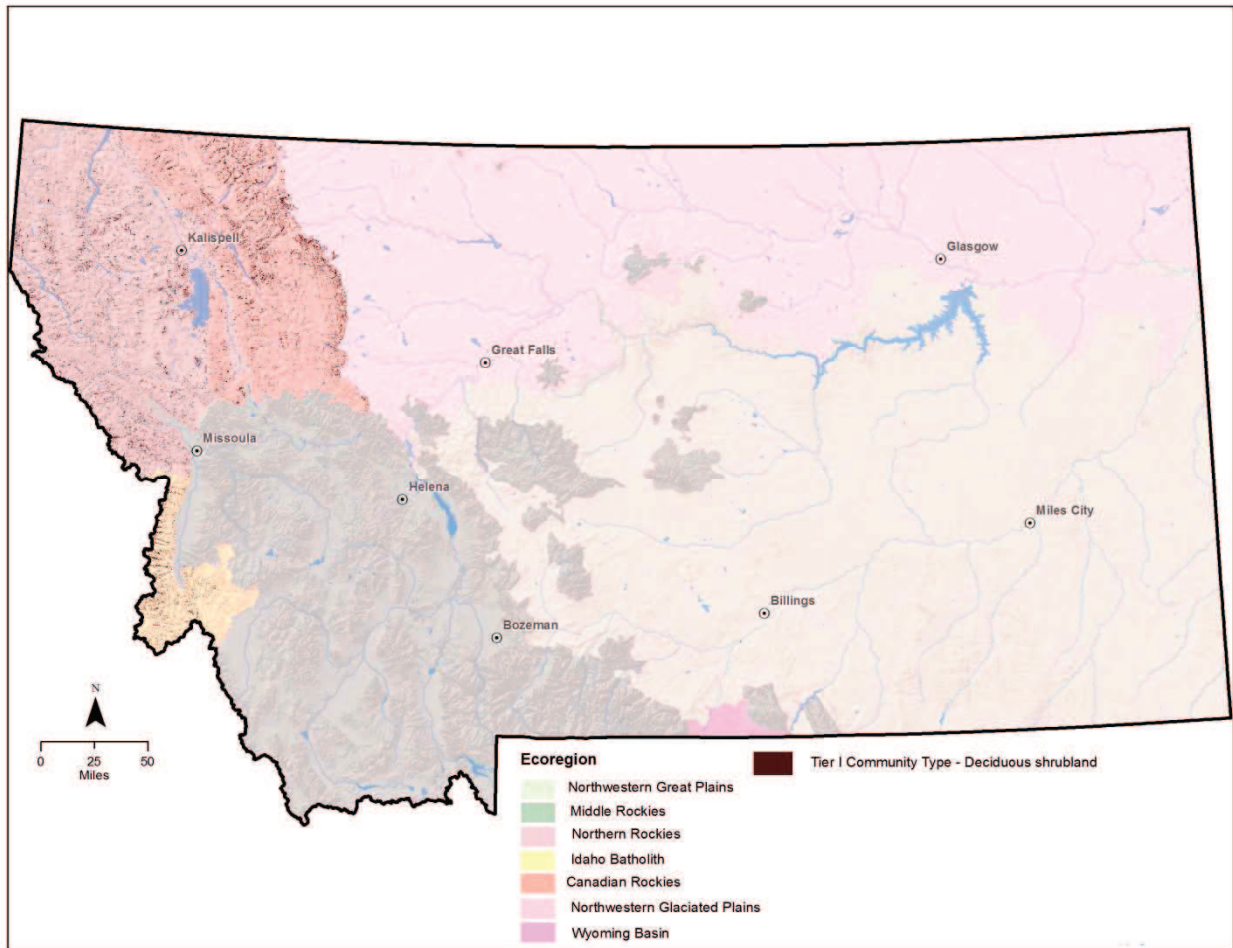 Kalispell
Glasgow
Great Falls
Missoula
Helena
Miles City
Billings
Bozeman
N
0 25 50
Miles
Ecoregion
Northwestern Great Plains
Middle Rockies
Northern Rockies
Idaho Batholith
Canadian Rockies
Northwestern Glaciated Plains
Wyoming Basin
Tier I Community Type - Deciduous shrubland